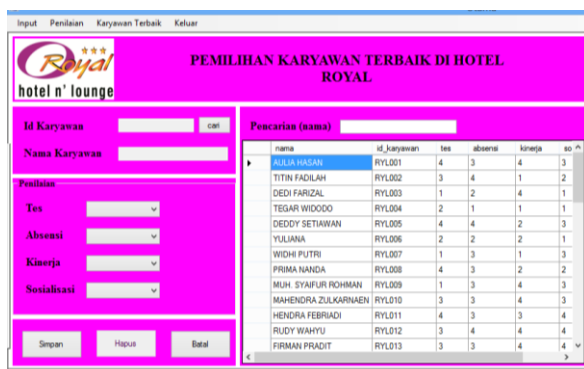 Input Penilaian Karyawan Terbaik Keluar
Royal
hotel n' lounge
PEMILIHAN KARYAWAN TERBAIK DI HOTEL
ROYAL
Id Karyawan cari
Nama Karyawan
Penilaian
Tes
Absensi
Kinerja
Sosialisasi
Simpan Hapus Batal
Pencarian (nama)
nama id_karyawan tes absensi kinerja so
AULIA HASAN RYL001 4 3 4 3
TITIN FADILAH RYL002 3 4 1 2
DEDI FARIZAL RYL003 1 2 4 1
TEGAR WIDODO RYL004 2 1 1 1
DEDDY SETIAWAN RYL005 4 4 2 3
YULIANA RYL006 2 2 2 1
WIDHI PUTRI RYL007 1 3 1 3
PRIMA NANDA RYL008 4 3 2 2
MUH. SYAIFUR ROHMAN RYL009 1 3 4 3
MAHENDRA ZULKARNAEN RYL010 3 3 4 3
HENDRA FEBRIADI RYL011 4 3 3 4
RUDY WAHYU RYL012 3 4 4 4
FIRMAN PRADIT RYL013 3 3 4 4